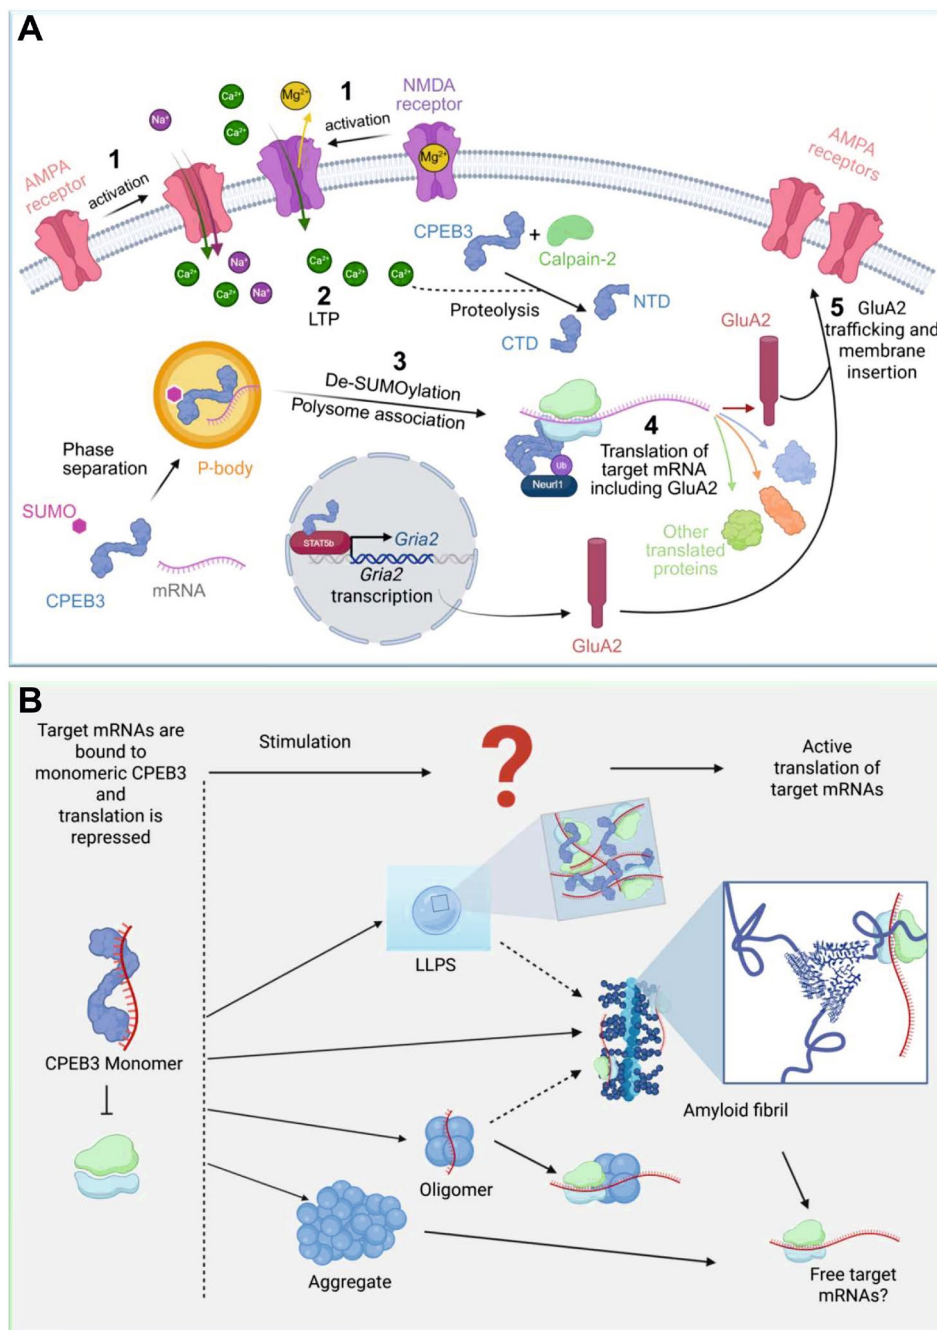 A
Na⁺
Ca²⁺
Ca²⁺
Mg²⁺
1
activation
NMDA
receptor
Mg²⁺
AMPA
receptor
1
activation
AMPA
receptors
CPEB3
+
Calpain-2
Ca²⁺
Na⁺
Ca²⁺
Na⁺
Ca²⁺
Ca²⁺
Ca²⁺
2
LTP
Proteolysis
NTD
CTD
GluA2
5 GluA2
trafficking and
membrane
insertion
3
De-SUMOylation
Polysome association
Phase
separation
P-body
SUMO
CPEB3
mRNA
4
Translation of
target mRNA
including GluA2
Ub
Neurl1
Other
translated
proteins
STAT5b
Gria2
Gria2
transcription
GluA2
B
Target mRNAs are
bound to
monomeric CPEB3
and
translation is
repressed
Stimulation
?
Active
translation of
target mRNAs
LLPS
CPEB3 Monomer
Amyloid fibril
Oligomer
Aggregate
Free target
mRNAs?